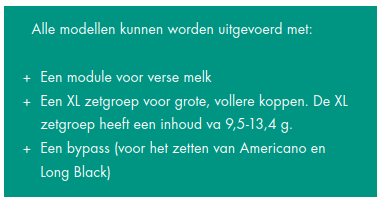 Alle modellen kunnen worden uitgevoerd met:
+ Een module voor verse melk
+ Een XL zetgroep voor grote, vollere koppen. De XL
zetgroep heeft een inhoud va 9,5-13,4 g.
+ Een bypass (voor het zetten van Americano en
Long Black)